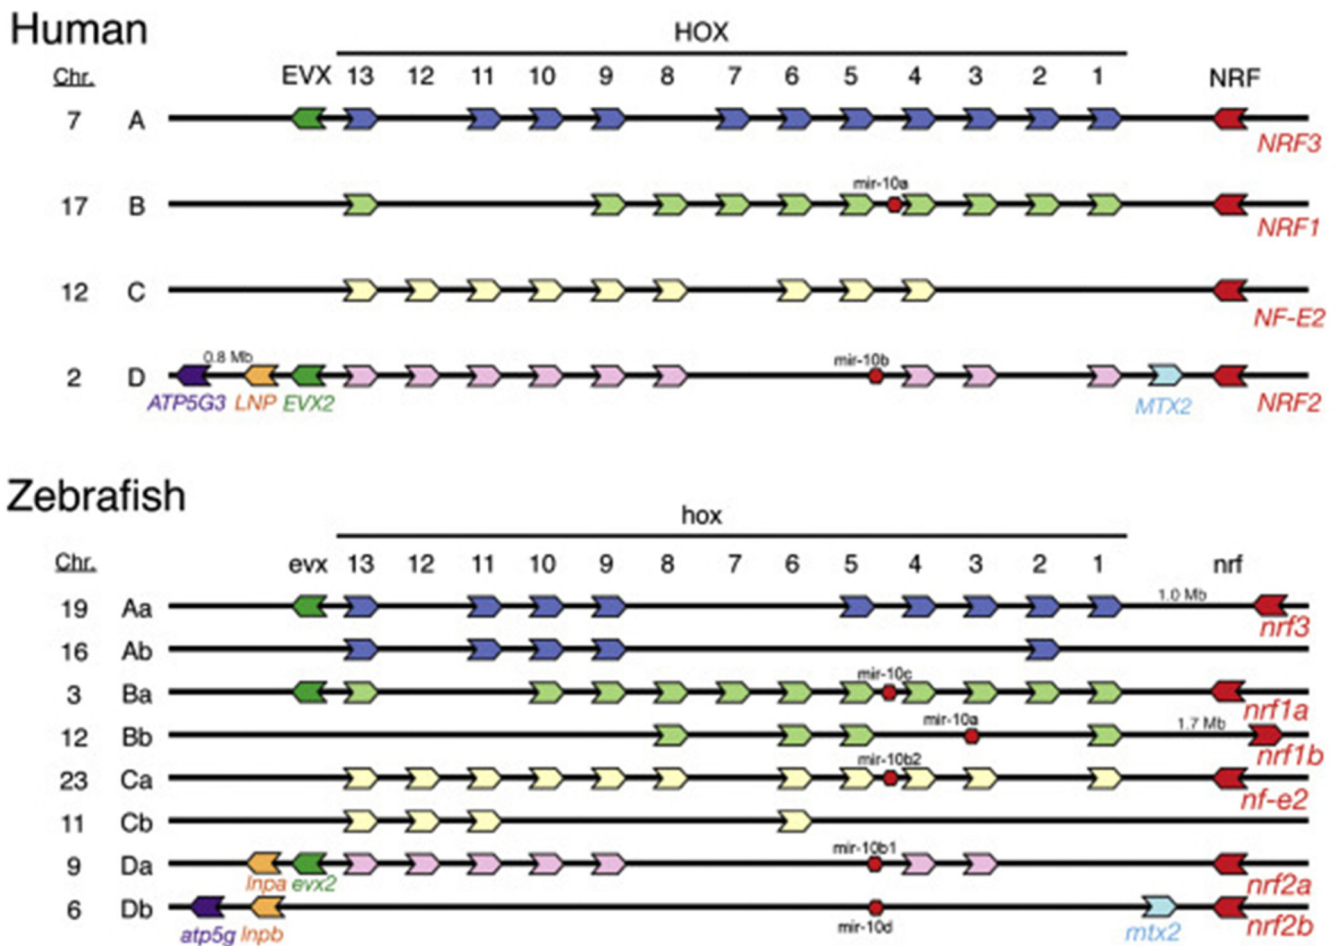 Human
HOX
Chr. EVX 13 12 11 10 9 8 7 6 5 4 3 2 1 NRF
7 A
NRF3
mir-10a
17 B
NRF1
12 C
NF-E2
0.8 Mb mir-10b
2 D
ATP5G3 LNP EVX2 MTX2 NRF2
Zebrafish
hox
Chr. evx 13 12 11 10 9 8 7 6 5 4 3 2 1 nrf
19 Aa 1.0 Mb
nrf3
16 Ab
mir-10c
3 Ba
nrf1a
mir-10a 1.7 Mb
12 Bb
nrf1b
mir-10b2
23 Ca
nf-e2
11 Cb
mir-10b1
9 Da
lnpa evx2 nrf2a
6 Db
mir-10d
atp5g lnpb mtx2 nrf2b